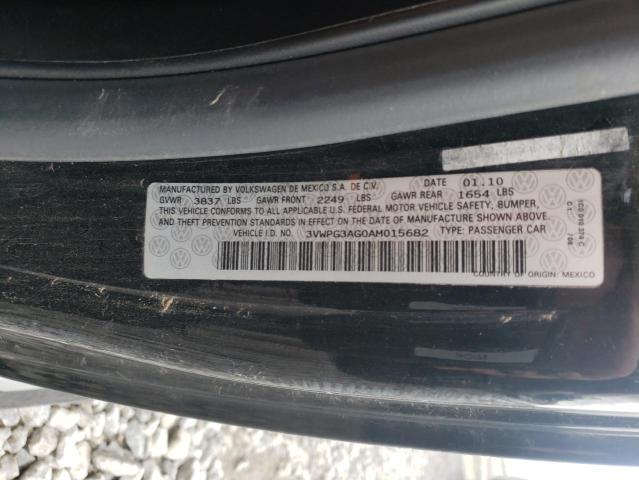 MANUFACTURED BY VOLKSWAGEN DE MEXICO S.A. DE C.V. DATE 01.10
GVWR 3837 LBS GAWR FRONT 2249 LBS GAWR REAR 1654 LBS
THIS VEHICLE CONFORMS TO ALL APPLICABLE U.S. FEDERAL MOTOR VEHICLE SAFETY, BUMPER,
AND THEFT PREVENTION STANDARDS IN EFFECT ON THE DATE OF MANUFACTURE SHOWN ABOVE.
VEHICLE I.D. NO. 3VWPG3AG0AM015682 TYPE: PASSENGER CAR
COUNTRY OF ORIGIN: MEXICO